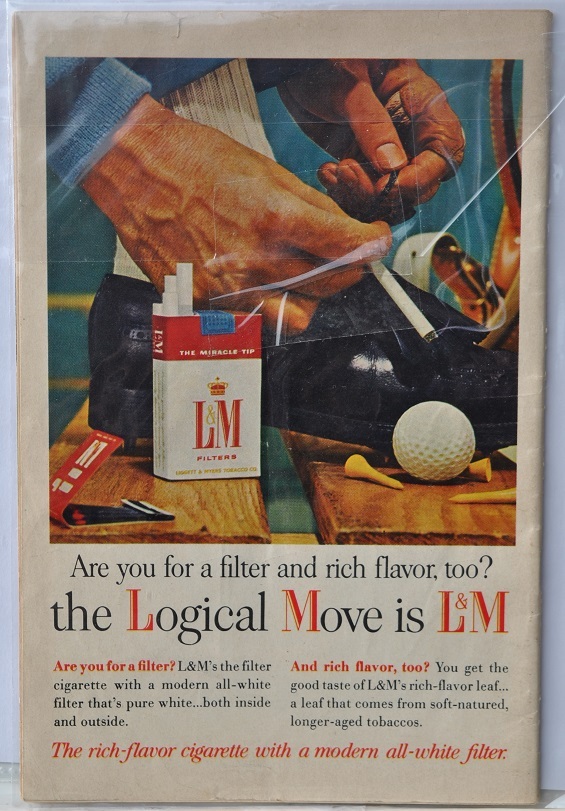 L&M
THE MIRACLE TIP
L&M
FILTERS
LIGGETT & MYERS TOBACCO CO
Are you for a filter and rich flavor, too?
the Logical Move is L&M
Are you for a filter? L&M's the filter
cigarette with a modern all-white
filter that's pure white...both inside
and outside.
And rich flavor, too? You get the
good taste of L&M's rich-flavor leaf...
a leaf that comes from soft-natured,
longer-aged tobaccos.
The rich-flavor cigarette with a modern all-white filter.